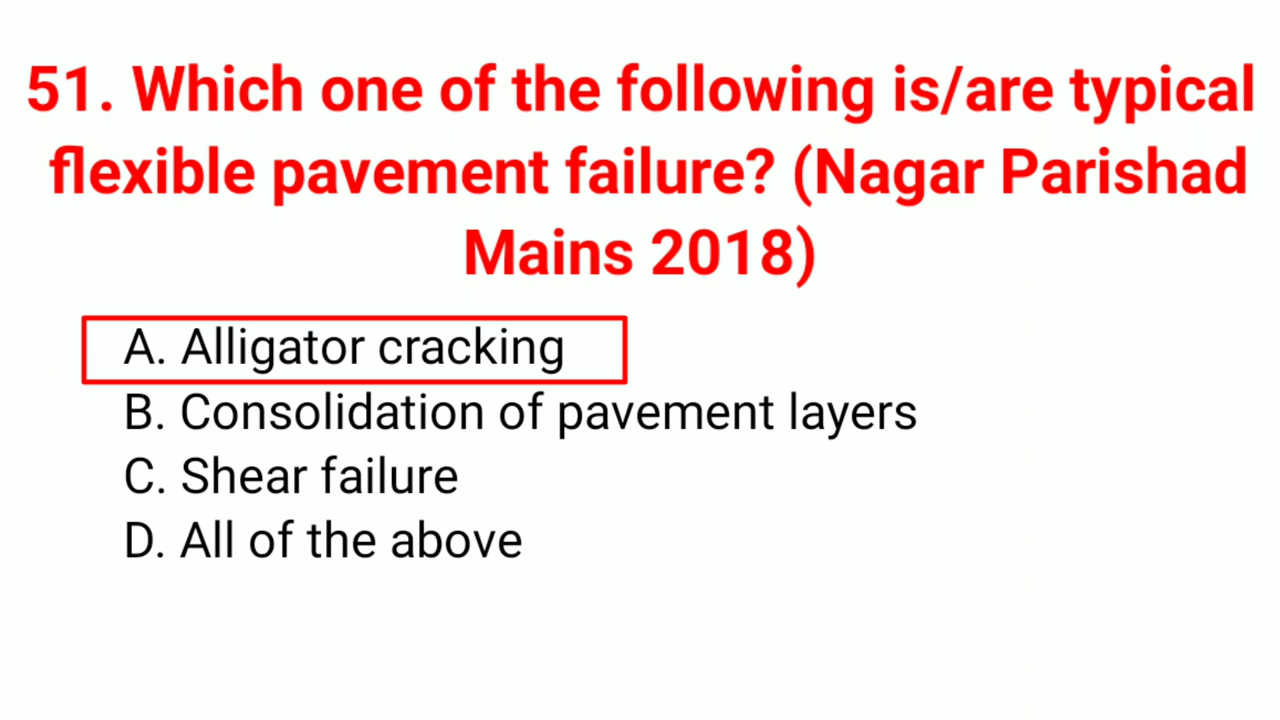 51. Which one of the following is/are typical
flexible pavement failure? (Nagar Parishad
Mains 2018)
A. Alligator cracking
B. Consolidation of pavement layers
C. Shear failure
D. All of the above